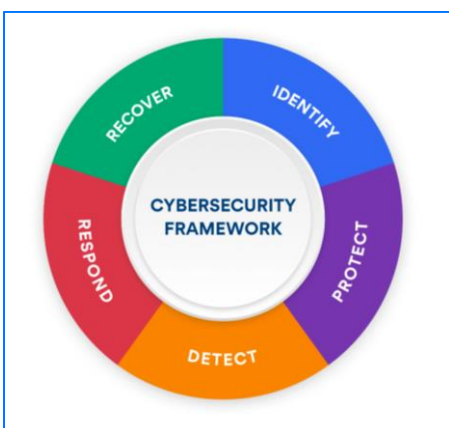 CYBERSECURITY
FRAMEWORK
IDENTIFY
PROTECT
DETECT
RESPOND
RECOVER